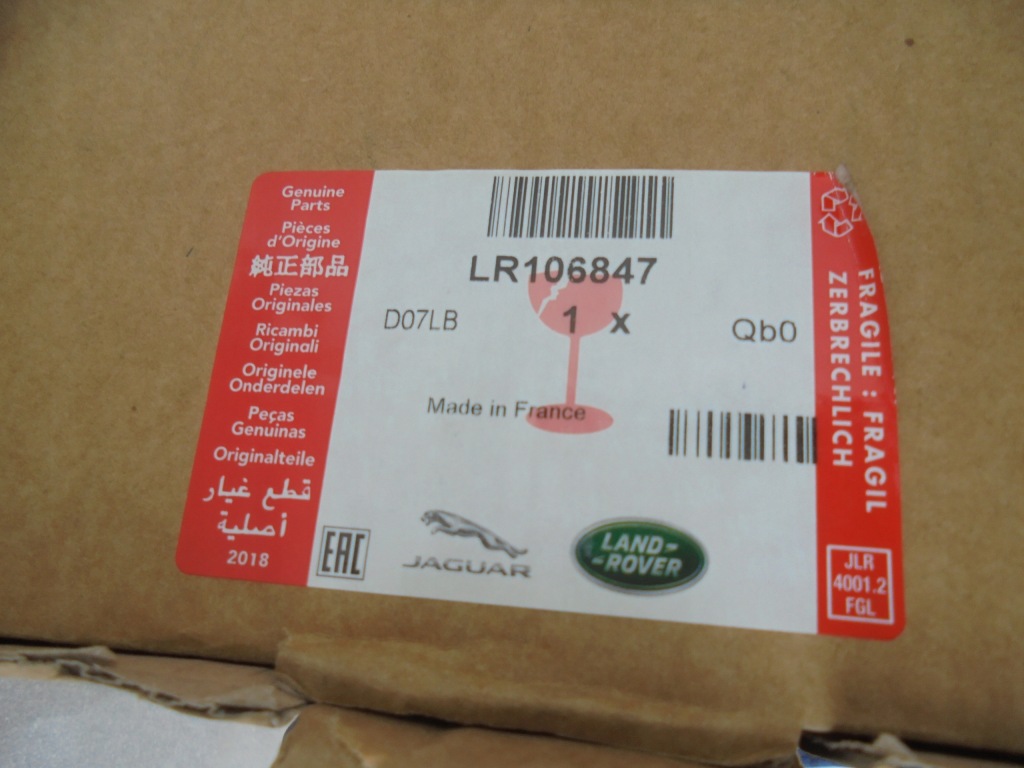 Genuine
Parts
Pièces
d'Origine
純正部品
Piezas
Originales
Ricambi
Originali
Originele
Onderdelen
Peças
Genuinas
Originalteile
قطع غيار
أصلية
2018
LR106847
D07LB
1 x
Qb0
Made in France
EAC
JAGUAR
LAND-
-ROVER
FRAGILE : FRAGIL
ZERBRECHLICH
JLR
4001.2
FGL